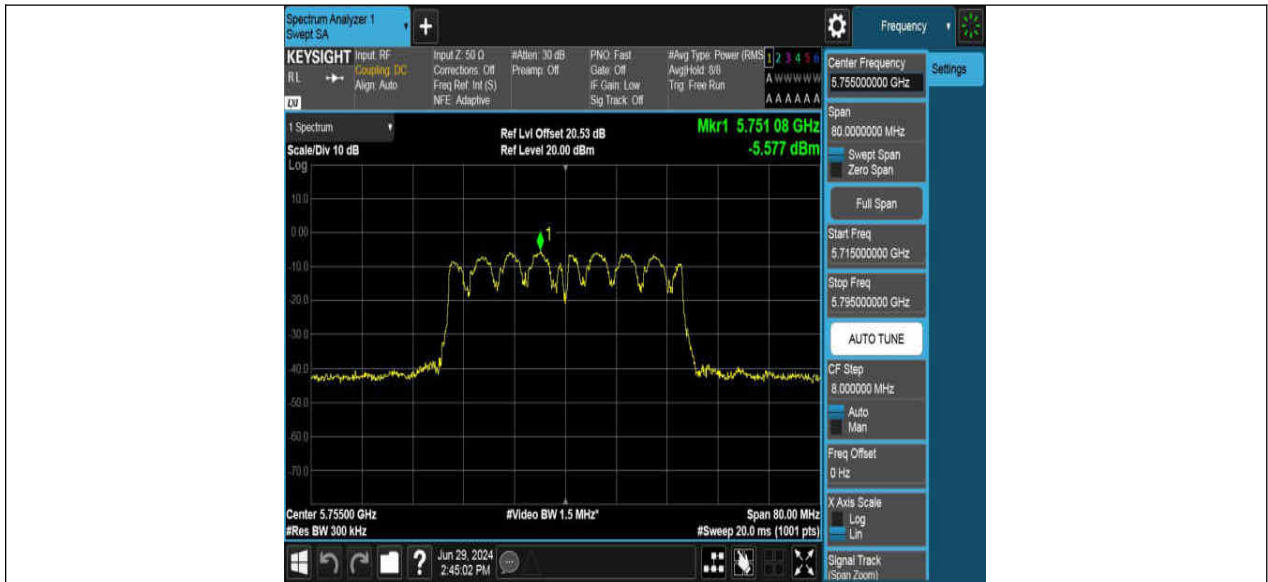 Spectrum Analyzer 1
Swept SA
+
Frequency
KEYSIGHT
RL
LXI
Input: RF
Coupling: DC
Align: Auto
Input Z: 50 Ω
Corrections: Off
Freq Ref: Int (S)
NFE: Adaptive
#Atten: 30 dB
Preamp: Off
PNO: Fast
Gate: Off
IF Gain: Low
Sig Track: Off
#Avg Type: Power (RMS
Avg|Hold: 8/8
Trig: Free Run
1 2 3 4 5 6
A W W W W W
A A A A A A
Center Frequency
5.755000000 GHz
Settings
Span
80.0000000 MHz
Swept Span
Zero Span
Full Span
Start Freq
5.715000000 GHz
Stop Freq
5.795000000 GHz
AUTO TUNE
CF Step
8.000000 MHz
Auto
Man
Freq Offset
0 Hz
X Axis Scale
Log
Lin
Signal Track
(Span Zoom)
1 Spectrum
Scale/Div 10 dB
Log
Ref Lvl Offset 20.53 dB
Ref Level 20.00 dBm
Mkr1 5.751 08 GHz
-5.577 dBm
1
10.0
0.00
-10.0
-20.0
-30.0
-40.0
-50.0
-60.0
-70.0
Center 5.75500 GHz
#Res BW 300 kHz
#Video BW 1.5 MHz*
Span 80.00 MHz
#Sweep 20.0 ms (1001 pts)
?
Jun 29, 2024
2:45:02 PM